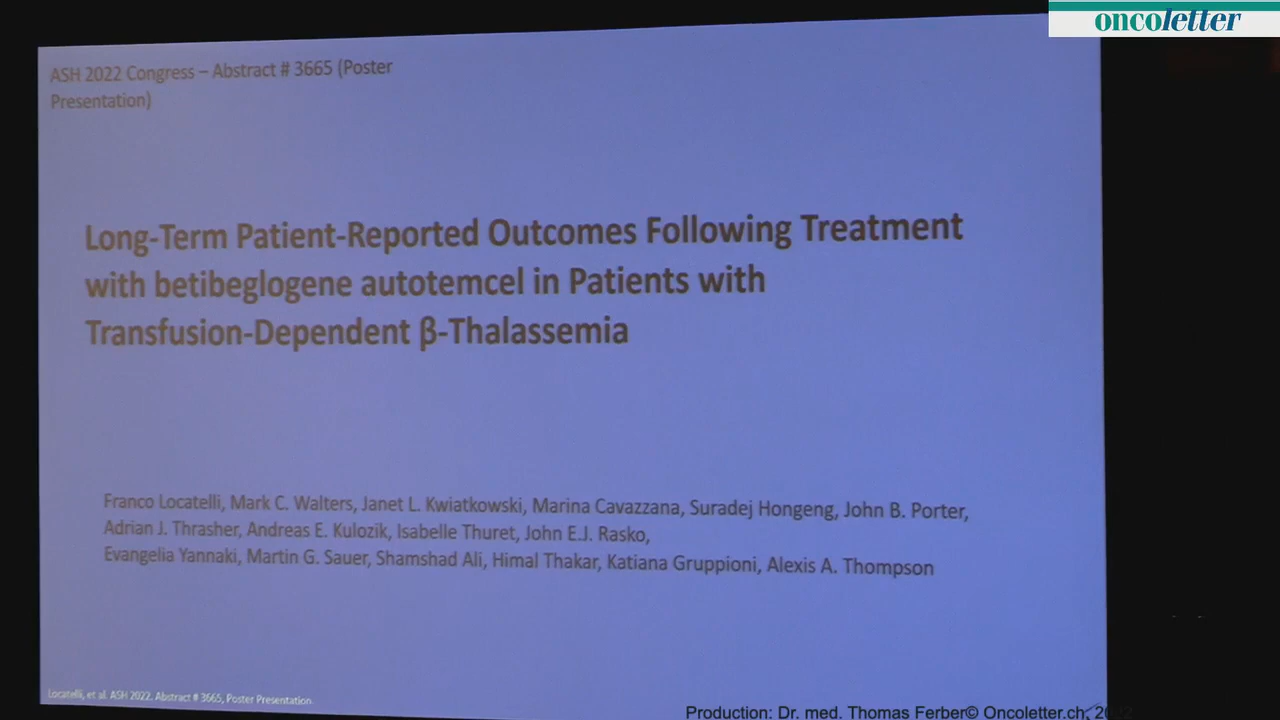 oncoletter
ASH 2022 Congress – Abstract # 3665 (Poster
Presentation)
Long-Term Patient-Reported Outcomes Following Treatment
with betibeglogene autotemcel in Patients with
Transfusion-Dependent β-Thalassemia
Franco Locatelli, Mark C. Walters, Janet L. Kwiatkowski, Marina Cavazzana, Suradej Hongeng, John B. Porter,
Adrian J. Thrasher, Andreas E. Kulozik, Isabelle Thuret, John E.J. Rasko,
Evangelia Yannaki, Martin G. Sauer, Shamshad Ali, Himal Thakar, Katiana Gruppioni, Alexis A. Thompson
Locatelli, et al. ASH 2022. Abstract # 3665, Poster Presentation.
Production: Dr. med. Thomas Ferber© Oncoletter.ch, 2022